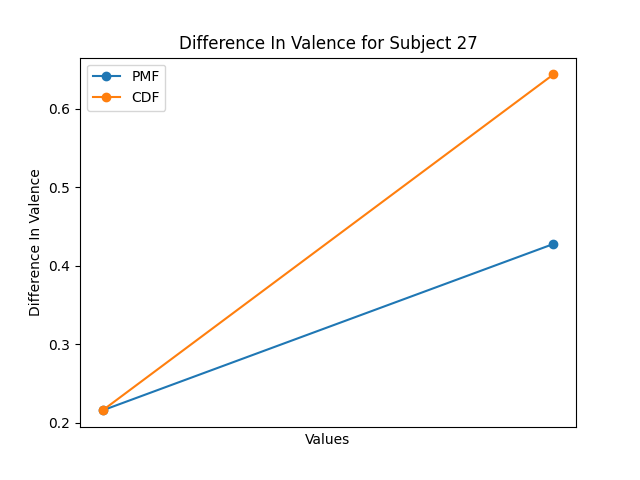 Difference In Valence for Subject 27
PMF
CDF
0.6
0.5
0.4
0.3
0.2
Difference In Valence
Values